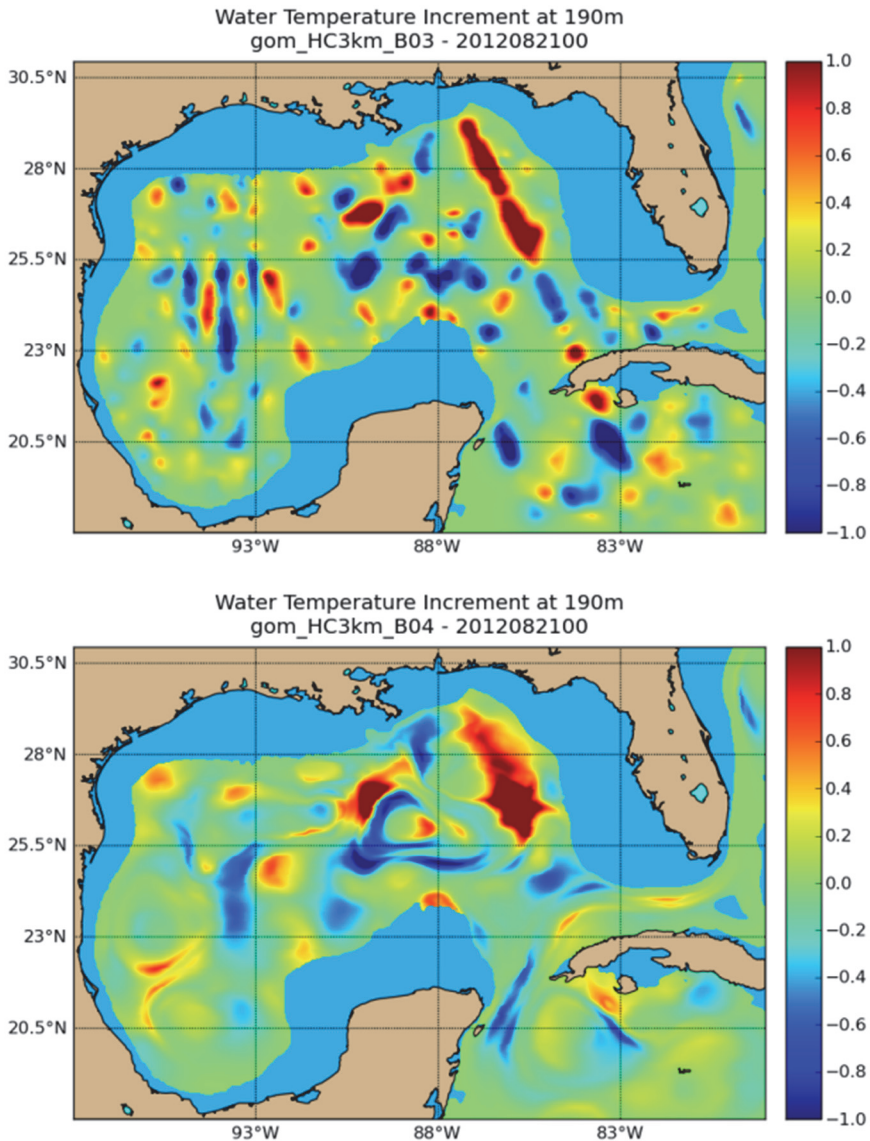 Water Temperature Increment at 190m
gom_HC3km_B03 - 2012082100
30.5°N
28°N
25.5°N
23°N
20.5°N
93°W 88°W 83°W
1.0
0.8
0.6
0.4
0.2
0.0
−0.2
−0.4
−0.6
−0.8
−1.0
Water Temperature Increment at 190m
gom_HC3km_B04 - 2012082100
30.5°N
28°N
25.5°N
23°N
20.5°N
93°W 88°W 83°W
1.0
0.8
0.6
0.4
0.2
0.0
−0.2
−0.4
−0.6
−0.8
−1.0